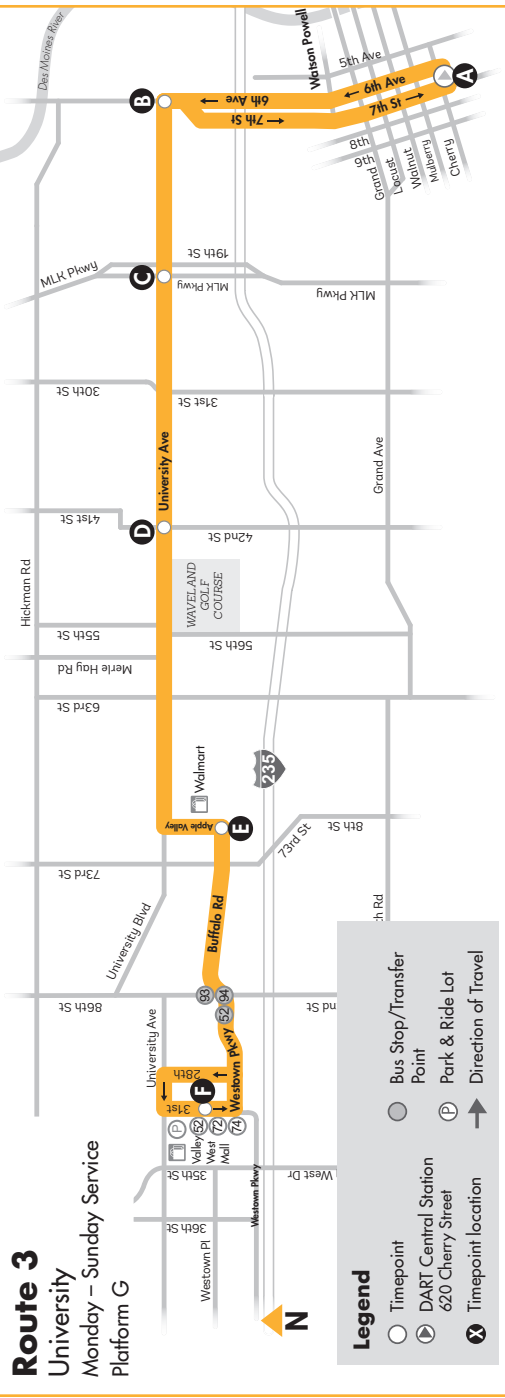 Route 3
University
Monday – Sunday Service
Platform G
Des Moines River
Watson Powell
5th Ave
6th Ave
7th St
6th Ave
7th St
8th
9th
Grand
Locust
Walnut
Mulberry
Cherry
A
B
C
D
E
F
MLK Pkwy
19th St
MLK Pkwy
MLK Pkwy
30th St
31st St
University Ave
Grand Ave
41st St
42nd St
Hickman Rd
WAVELAND
GOLF
COURSE
55th St
56th St
Merle Hay Rd
63rd St
Walmart
Apple Valley
235
73rd St
73rd St
8th St
University Blvd
Buffalo Rd
86th St
93
94
52
nd St
ch Rd
University Ave
28th
31st
Westown Pkwy
P
52
72
74
Valley
West
Mall
35th St
West Dr
36th St
Westown Pl
Westown Pkwy
N
Legend
Timepoint
DART Central Station
620 Cherry Street
X Timepoint location
Bus Stop/Transfer
Point
P Park & Ride Lot
Direction of Travel